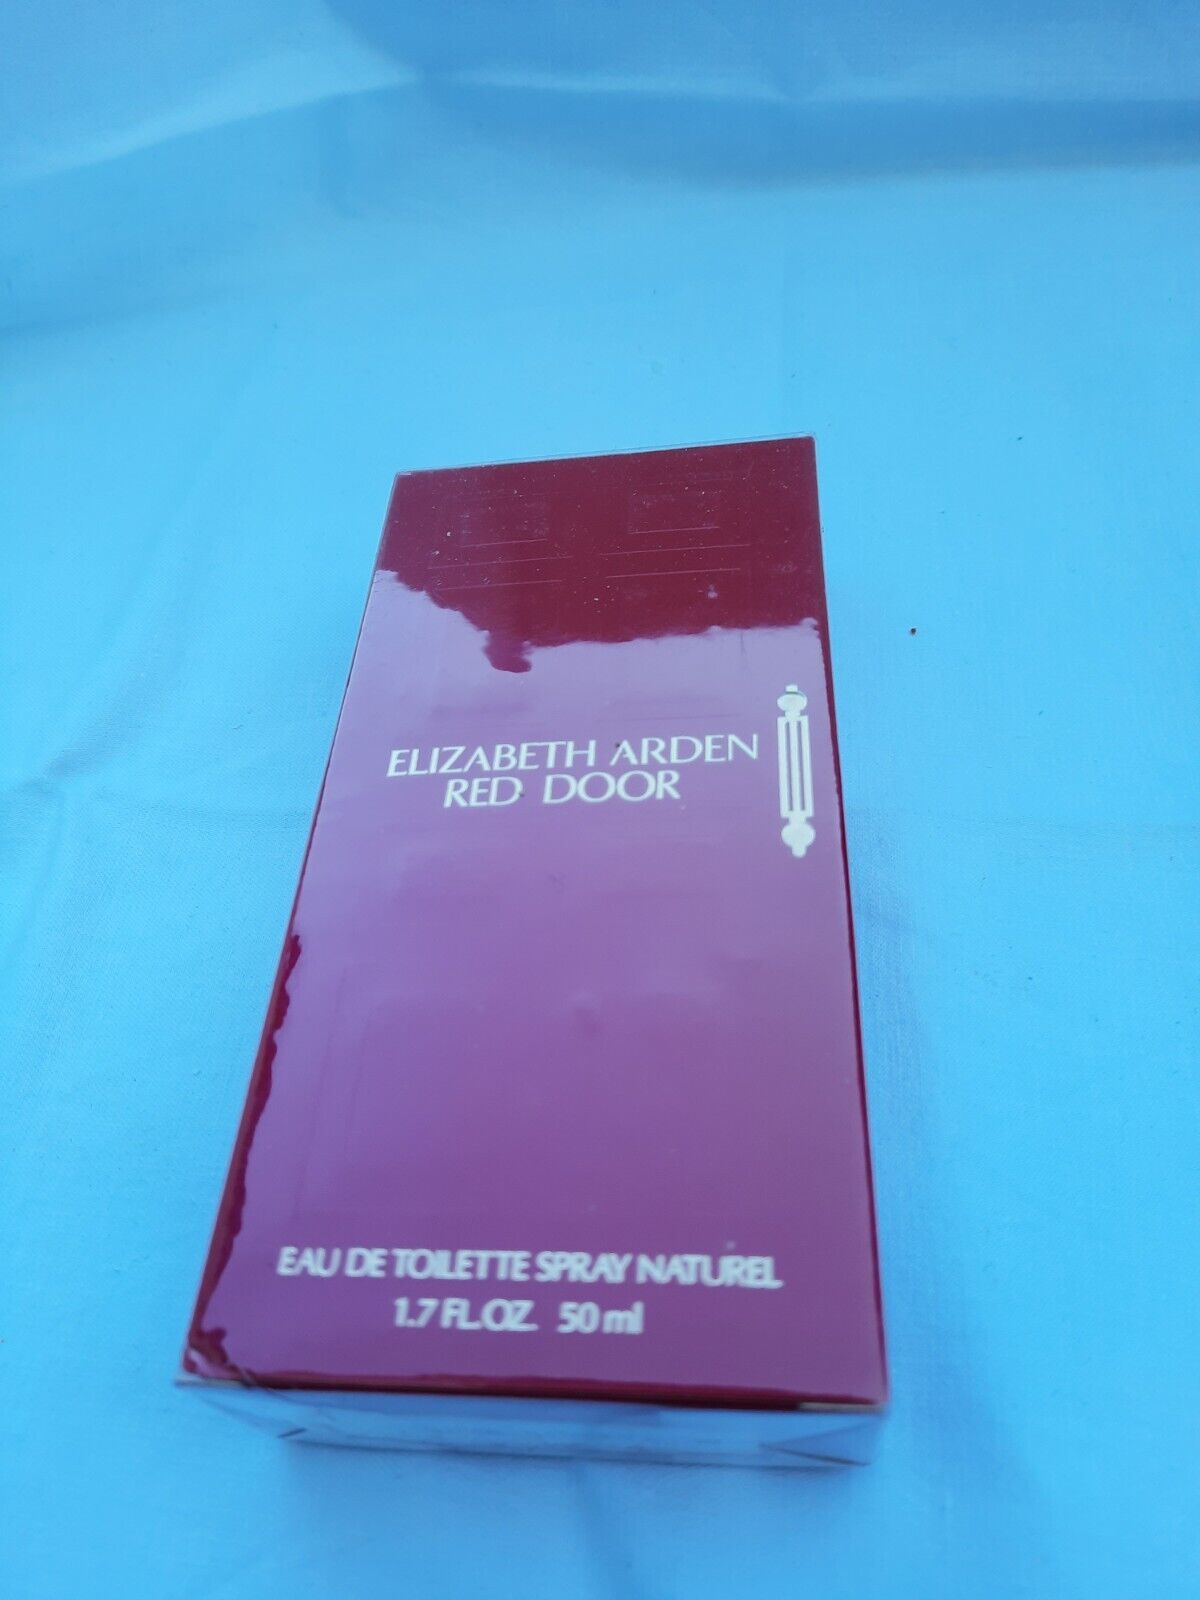 ELIZABETH ARDEN
RED DOOR
EAU DE TOILETTE SPRAY NATUREL
1.7 FL.OZ. 50 ml